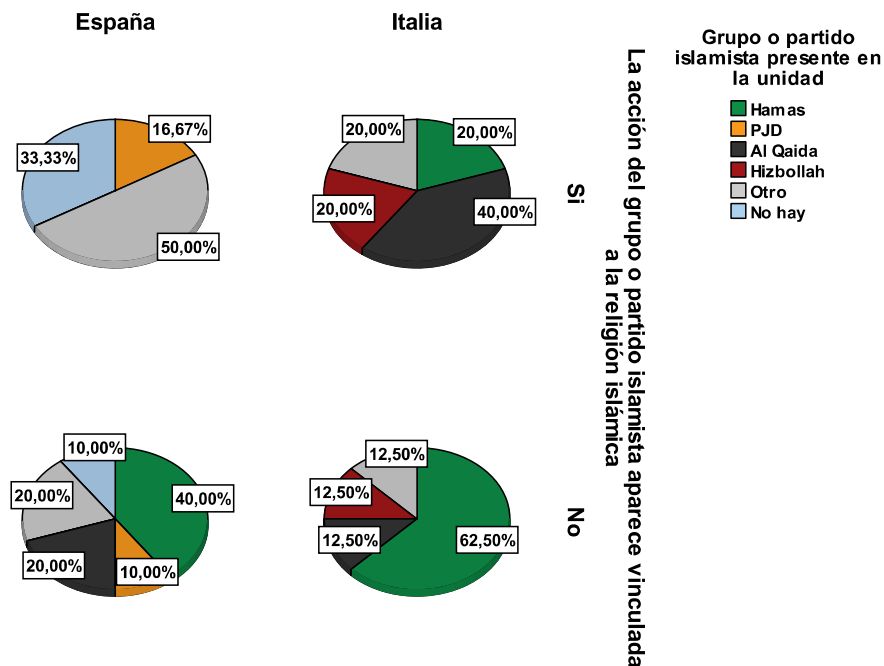 España
Italia
16,67%
33,33%
50,00%
20,00%
20,00%
20,00%
40,00%
10,00%
20,00%
40,00%
20,00%
10,00%
12,50%
12,50%
12,50%
62,50%
Si
No
La acción del grupo o partido islamista aparece vinculada
a la religión islámica
Grupo o partido
islamista presente en
la unidad
Hamas
PJD
Al Qaida
Hizbollah
Otro
No hay